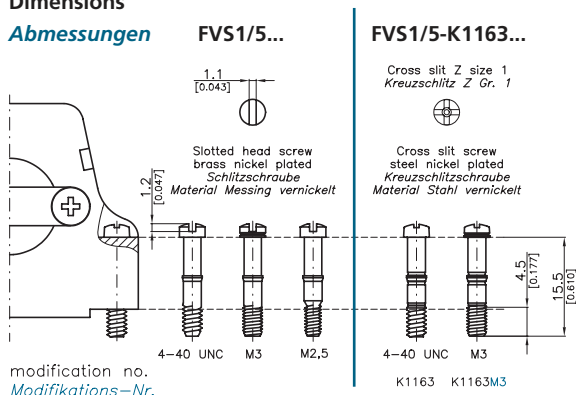 Dimensions
Abmessungen
FVS1/5...
1.1
[0.043]
Slotted head screw
brass nickel plated
Schlitzschraube
Material Messing vernickelt
1.2
[0.047]
4-40 UNC M3 M2,5
modification no.
Modifikations-Nr.
FVS1/5-K1163...
Cross slit Z size 1
Kreuzschlitz Z Gr. 1
Cross slit screw
steel nickel plated
Kreuzschlitzschraube
Material Stahl vernickelt
4.5
[0.177]
15.5
[0.610]
4-40 UNC M3
K1163 K1163M3